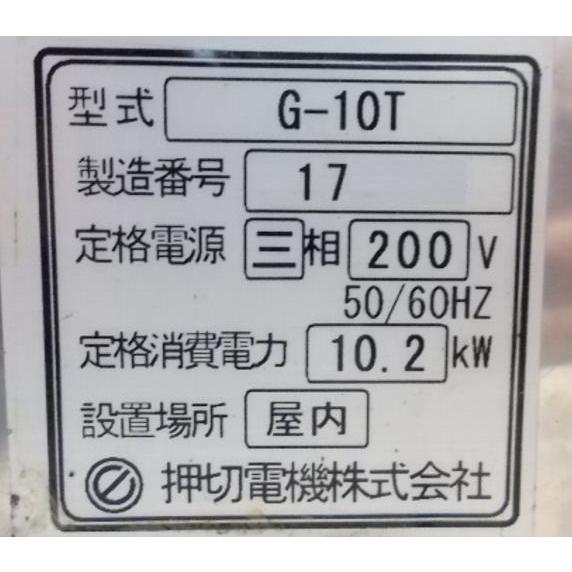 型式 G-10T
製造番号 17
定格電源 三相 200 V
50/60HZ
定格消費電力 10.2 kW
設置場所 屋内
押切電機株式会社